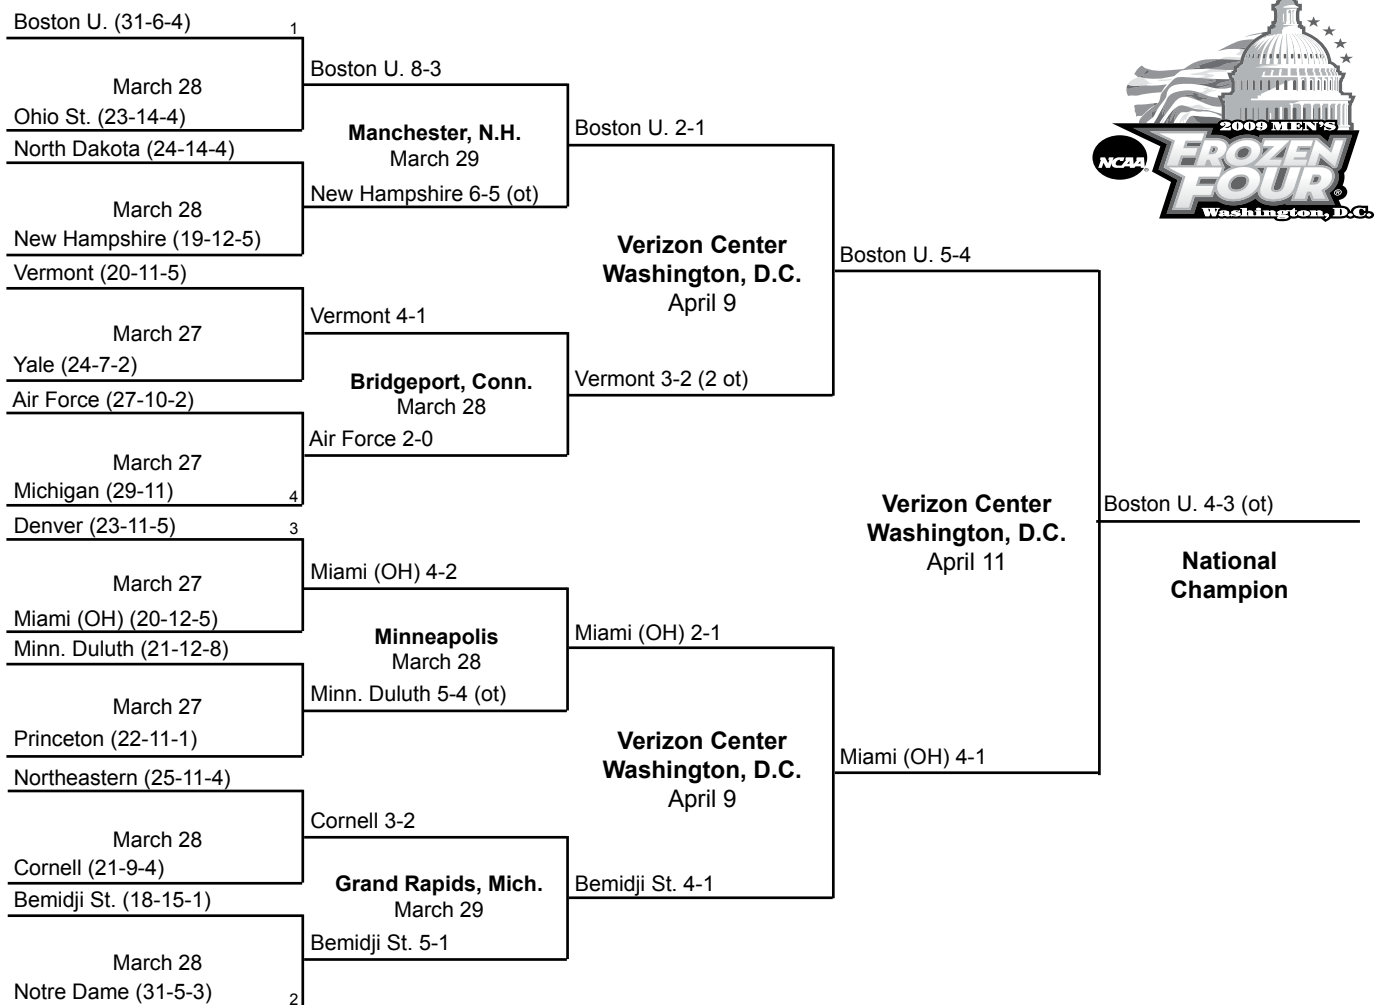 Boston U. (31-6-4)
1
March 28
Ohio St. (23-14-4)
North Dakota (24-14-4)
March 28
New Hampshire (19-12-5)
Vermont (20-11-5)
March 27
Yale (24-7-2)
Air Force (27-10-2)
March 27
Michigan (29-11)
4
Denver (23-11-5)
3
March 27
Miami (OH) (20-12-5)
Minn. Duluth (21-12-8)
March 27
Princeton (22-11-1)
Northeastern (25-11-4)
March 28
Cornell (21-9-4)
Bemidji St. (18-15-1)
March 28
Notre Dame (31-5-3)
2
Boston U. 8-3
Manchester, N.H.
March 29
New Hampshire 6-5 (ot)
Vermont 4-1
Bridgeport, Conn.
March 28
Air Force 2-0
Miami (OH) 4-2
Minneapolis
March 28
Minn. Duluth 5-4 (ot)
Cornell 3-2
Grand Rapids, Mich.
March 29
Bemidji St. 5-1
Boston U. 2-1
Verizon Center
Washington, D.C.
April 9
Vermont 3-2 (2 ot)
Miami (OH) 2-1
Verizon Center
Washington, D.C.
April 9
Bemidji St. 4-1
Boston U. 5-4
Verizon Center
Washington, D.C.
April 11
Miami (OH) 4-1
Boston U. 4-3 (ot)
National
Champion
2009 MEN'S
NCAA
FROZEN
FOUR®
Washington, D.C.